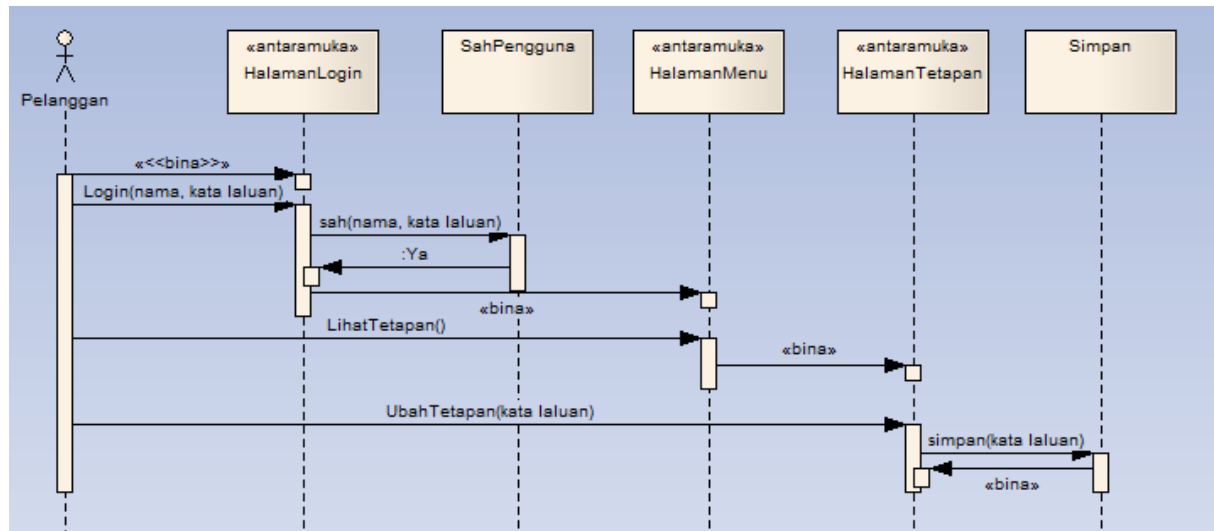 Pelanggan
«antaramuka»
HalamanLogin
SahPengguna
«antaramuka»
HalamanMenu
«antaramuka»
HalamanTetapan
Simpan
«<<bina>>»
Login(nama, kata laluan)
sah(nama, kata laluan)
:Ya
«bina»
LihatTetapan()
«bina»
UbahTetapan(kata laluan)
simpan(kata laluan)
«bina»